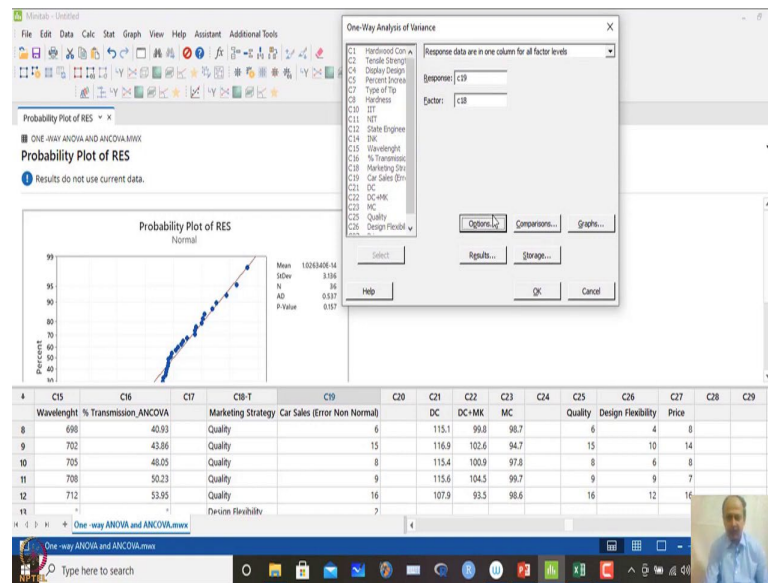 Minitab - Untitled
File Edit Data Calc Stat Graph View Help Assistant Additional Tools
Probability Plot of RES
ONE -WAY ANOVA AND ANCOVA.MWX
Probability Plot of RES
Results do not use current data.
Probability Plot of RES
Normal
99
95
90
80
70
60
50
40
30
Percent
Mean 1.026340E-14
StDev 3.136
N 36
AD 0.537
P-Value 0.157
One-Way Analysis of Variance
C1 Hardwood Con
C2 Tensile Strengt
C4 Display Design
C5 Percent Increa
C7 Type of Tip
C8 Hardness
C10 IIT
C11 NIT
C12 State Enginee
C14 INK
C15 Wavelenght
C16 % Transmissic
C18 Marketing Stra
C19 Car Sales (Erro
C21 DC
C22 DC+MK
C23 MC
C25 Quality
C26 Design Flexibil
Response data are in one column for all factor levels
Response: c19
Factor: c18
Options... Comparisons... Graphs...
Select Results... Storage...
Help OK Cancel
C15 C16 C17 C18-T C19 C20 C21 C22 C23 C24 C25 C26 C27 C28 C29
Wavelenght % Transmission_ANCOVA Marketing Strategy Car Sales (Error Non Normal) DC DC+MK MC Quality Design Flexibility Price
8 698 40.93 Quality 6 115.1 99.8 98.7 6 4 8
9 702 43.86 Quality 15 116.9 102.6 94.7 15 10 14
10 705 48.05 Quality 8 115.4 100.9 97.8 8 6 8
11 708 50.23 Quality 9 115.6 104.5 99.7 9 9 7
12 712 53.95 Quality 16 107.9 93.5 98.6 16 12 16
13 * * Design Flexibility 2
One -way ANOVA and ANCOVA.mwx
One -way ANOVA and ANCOVA.mwx
Type here to search
NPTEL